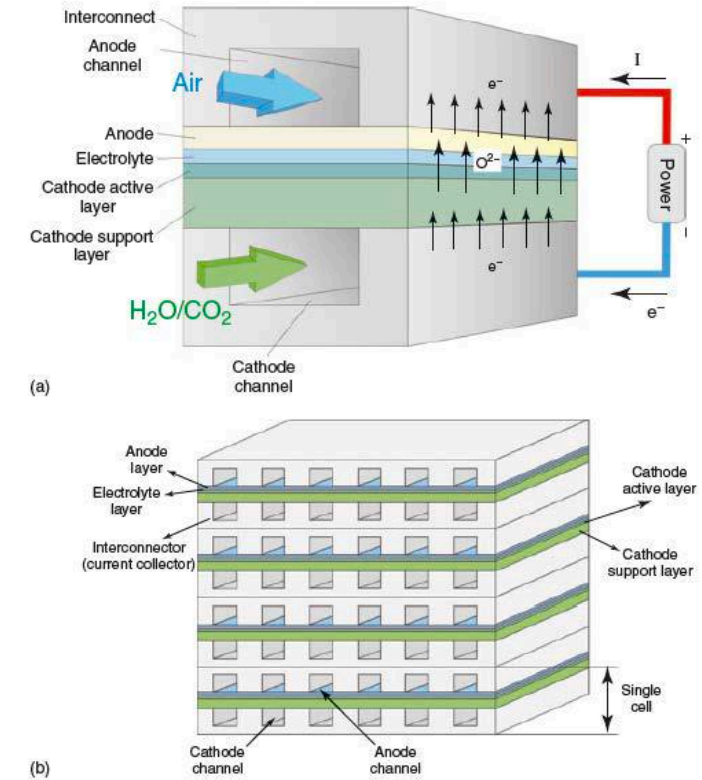 Interconnect
Anode
channel
Air
Anode
Electrolyte
Cathode active
layer
Cathode support
layer
H₂O/CO₂
Cathode
channel
e⁻
O²⁻
e⁻
I
+
Power
−
e⁻
(a)
Anode
layer
Electrolyte
layer
Interconnector
(current collector)
Cathode
active layer
Cathode
support layer
Single
cell
Cathode
channel
Anode
channel
(b)